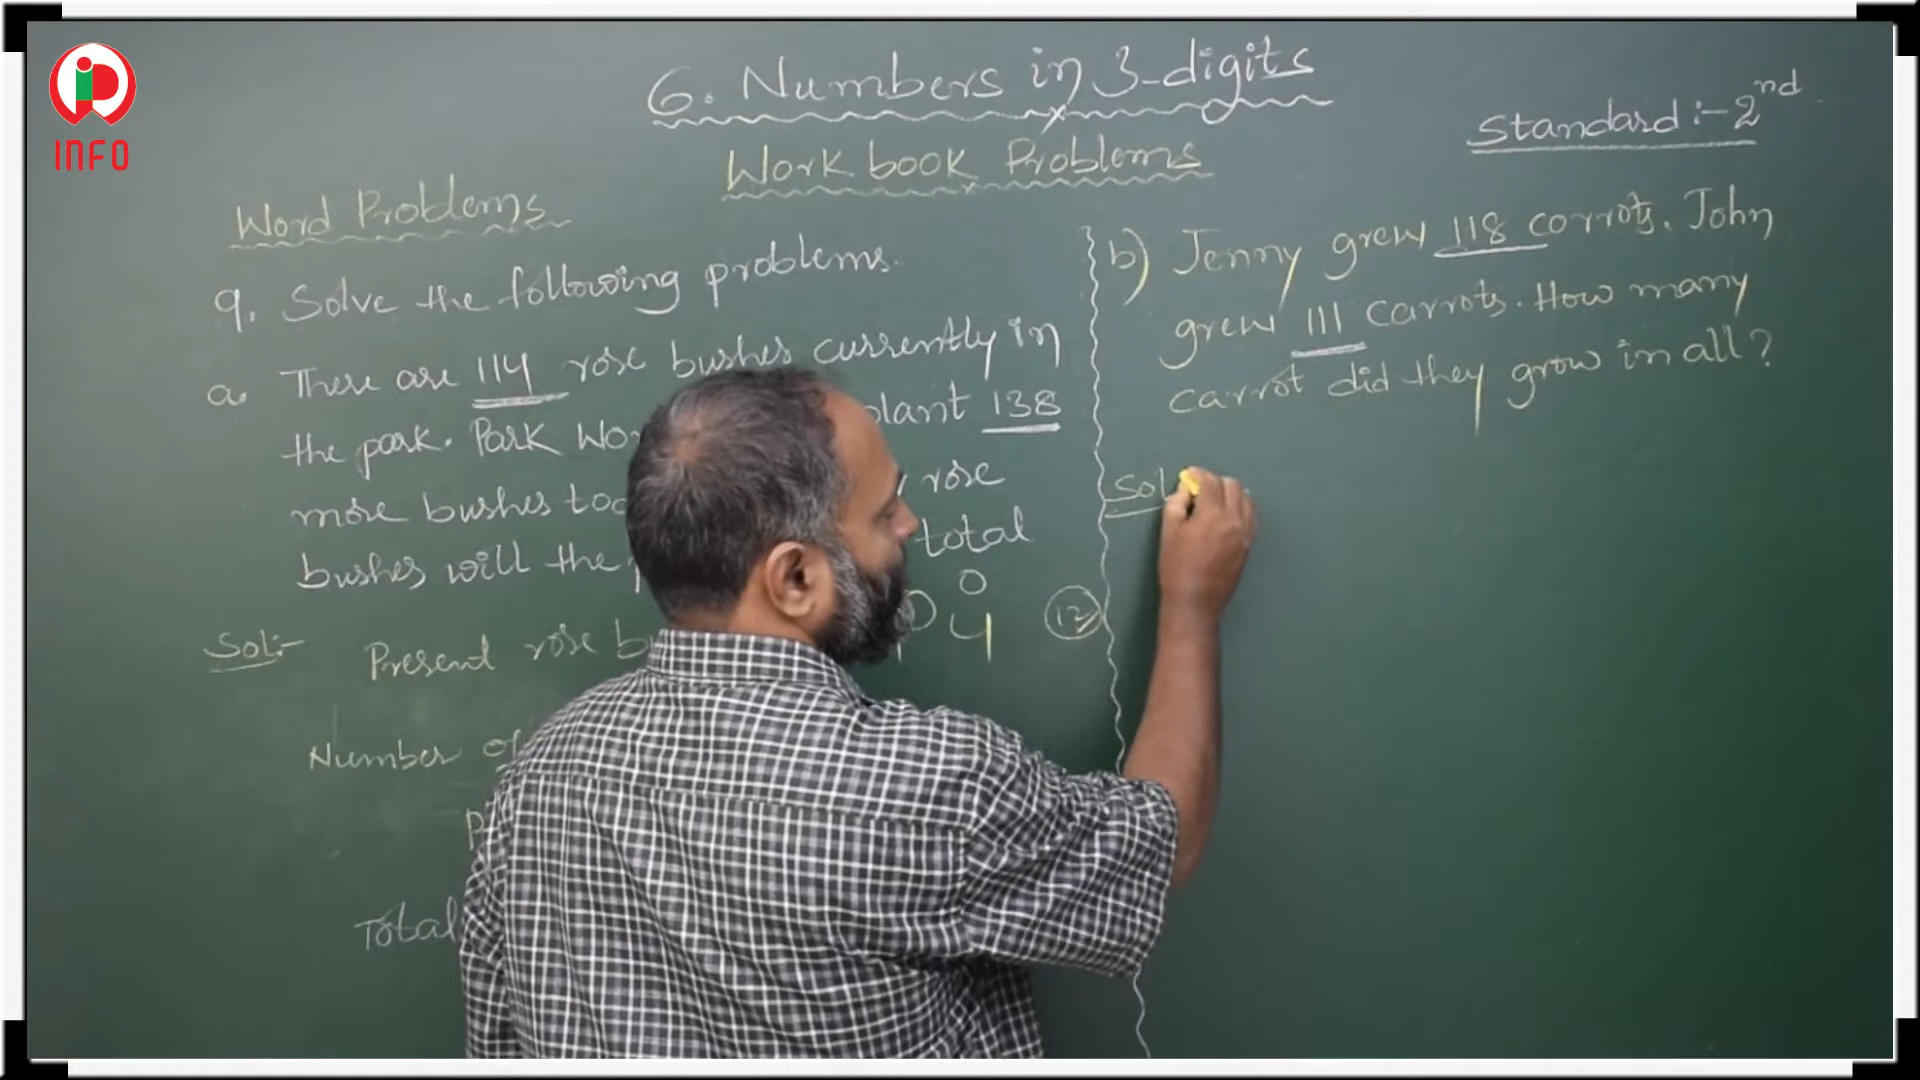 INFO
6. Numbers in 3-digits
Standard :- 2nd
Work book Problems
Word Problems
9. Solve the following problems.
a. There are 114 rose bushes currently in
the park. Park plant 138
more bushes rose
bushes will the total
Sol:-
Present rose
0
4
12
Number of
Total
b) Jenny grew 118 corrots. John
grew 111 carrots. How many
carrot did they grow in all?
Sol